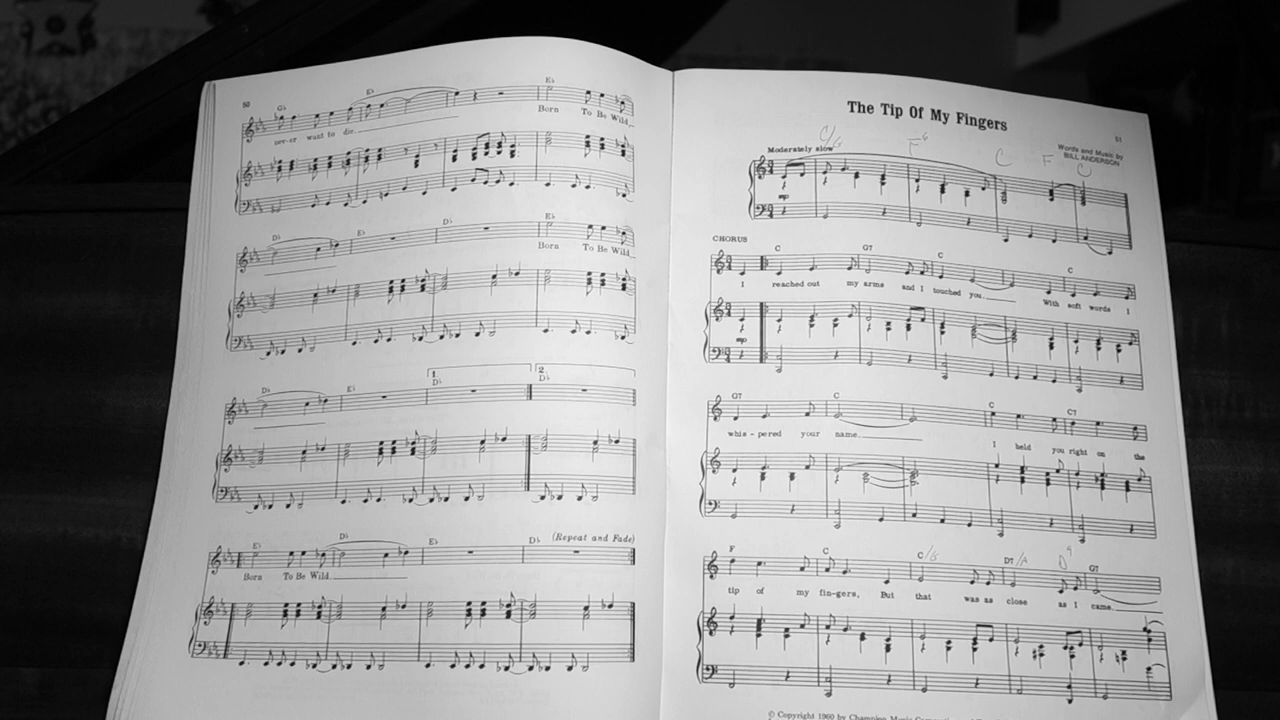 50
G♭ E♭ E♭
nev-er want to die. Born To Be Wild
D♭ E♭ D♭ E♭
Born To Be Wild
D♭ E♭ 1. D♭ 2. D♭
E♭ D♭ E♭ D♭ (Repeat and Fade)
Born To Be Wild
The Tip Of My Fingers
51
Words and Music by
BILL ANDERSON
C/G F6 C F C
Moderately slow
mp
CHORUS
C G7 C C
I reached out my arms and I touched you. With soft words I
mp
G7 C C C7
whis - pered your name. I held you right on the
F C C/G D7/A G7
tip of my fin-gers, But that was as close as I came.
© Copyright 1960 by Champion Music